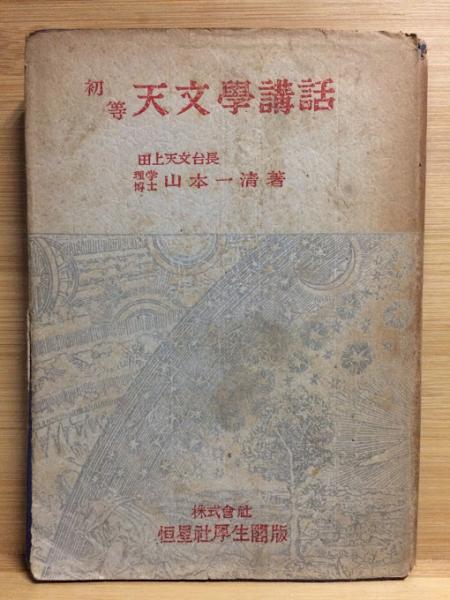 初等 天文學講話
田上天文台長
理学博士 山本一清著
株式會社
恒星社厚生閣版